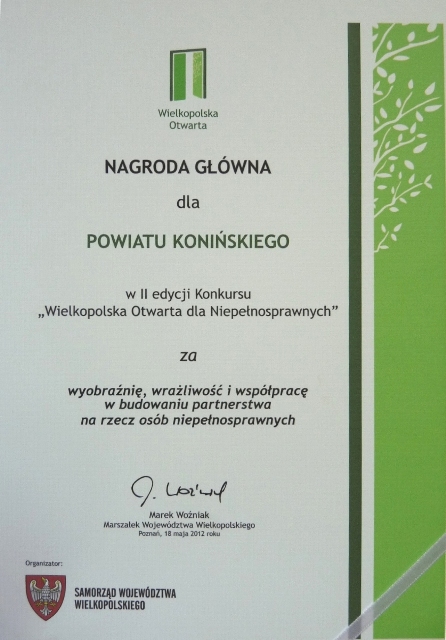 Wielkopolska
Otwarta
NAGRODA GŁÓWNA
dla
POWIATU KONIŃSKIEGO
w II edycji Konkursu
„Wielkopolska Otwarta dla Niepełnosprawnych”
za
wyobraźnię, wrażliwość i współpracę
w budowaniu partnerstwa
na rzecz osób niepełnosprawnych
Marek Woźniak
Marszałek Województwa Wielkopolskiego
Poznań, 18 maja 2012 roku
Organizator:
SAMORZĄD WOJEWÓDZTWA
WIELKOPOLSKIEGO